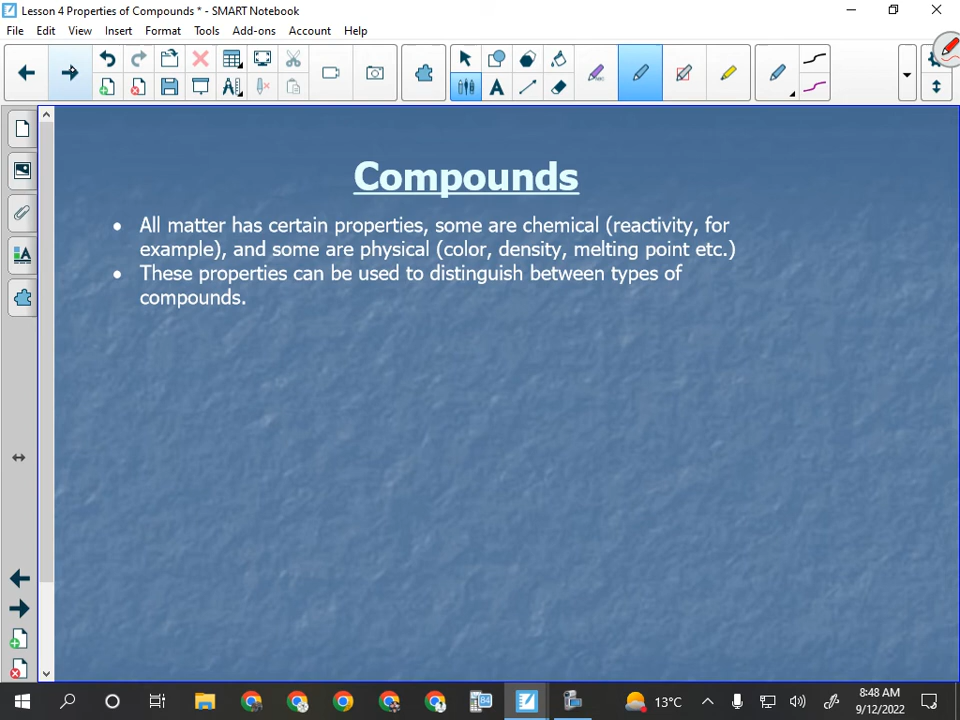 Lesson 4 Properties of Compounds * - SMART Notebook
File Edit View Insert Format Tools Add-ons Account Help
Compounds
• All matter has certain properties, some are chemical (reactivity, for
example), and some are physical (color, density, melting point etc.)
• These properties can be used to distinguish between types of
compounds.
13°C
8:48 AM
9/12/2022